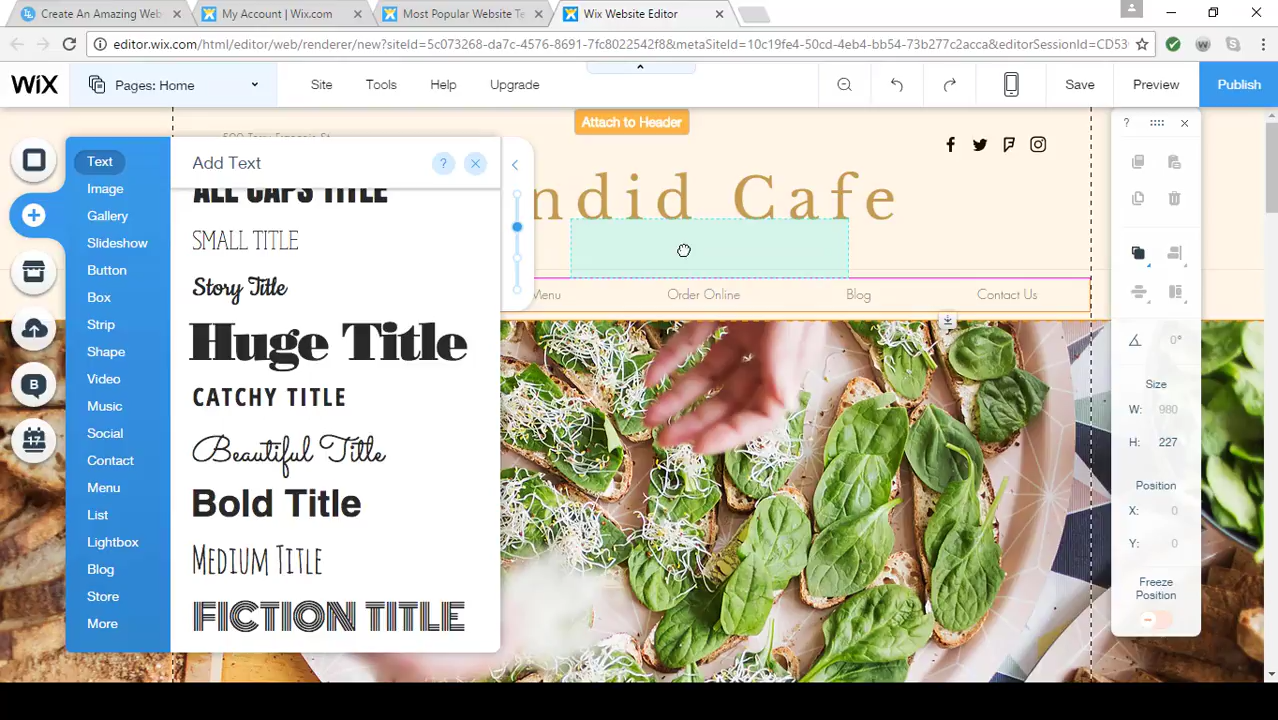 Create An Amazing Web
My Account | Wix.com
Most Popular Website Te
Wix Website Editor
editor.wix.com/html/editor/web/renderer/new?siteId=5c073268-da7c-4576-8691-7fc8022542f8&metaSiteId=10c19fe4-50cd-4eb4-bb54-73b277c2acca&editorSessionId=CD53
WiX
Pages: Home
Site
Tools
Help
Upgrade
Save
Preview
Publish
Attach to Header
ndid Cafe
Menu
Order Online
Blog
Contact Us
Text
Image
Gallery
Slideshow
Button
Box
Strip
Shape
Video
Music
Social
Contact
Menu
List
Lightbox
Blog
Store
More
Add Text
?
ALL CAPS TITLE
SMALL TITLE
Story Title
Huge Title
CATCHY TITLE
Beautiful Title
Bold Title
MEDIUM TITLE
FICTION TITLE
?
0°
Size
W: 980
H: 227
Position
X: 0
Y: 0
Freeze
Position
B
17